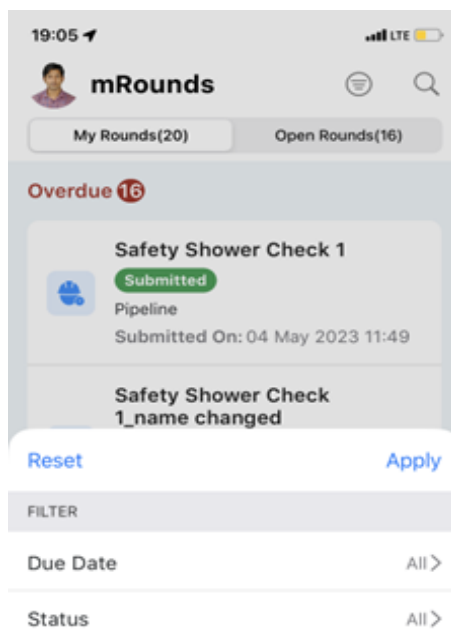 19:05
LTE
mRounds
My Rounds(20)
Open Rounds(16)
Overdue 16
Safety Shower Check 1
Submitted
Pipeline
Submitted On: 04 May 2023 11:49
Safety Shower Check
1_name changed
Reset
Apply
FILTER
Due Date
All
Status
All